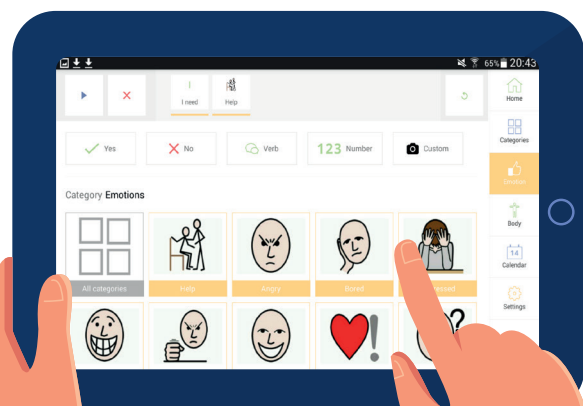 65% 20:43
I need
Help
Home
Yes
No
Verb
123 Number
Custom
Categories
Emotion
Category Emotions
Body
14
Calendar
All categories
Help
Angry
Bored
Settings